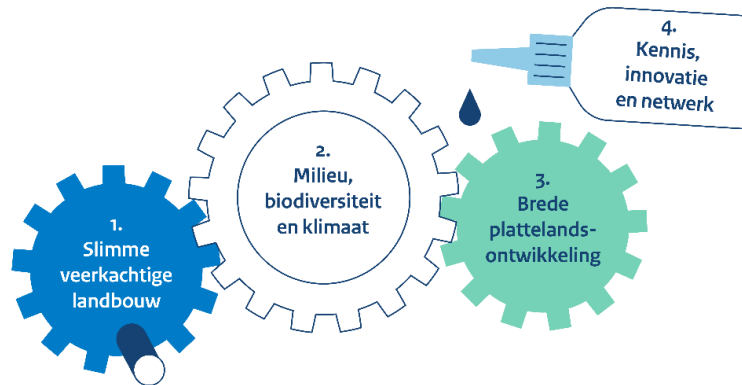 1.
Slimme
veerkachtige
landbouw
2.
Milieu,
biodiversiteit
en klimaat
3.
Brede
plattelands-
ontwikkeling
4.
Kennis,
innovatie
en netwerk